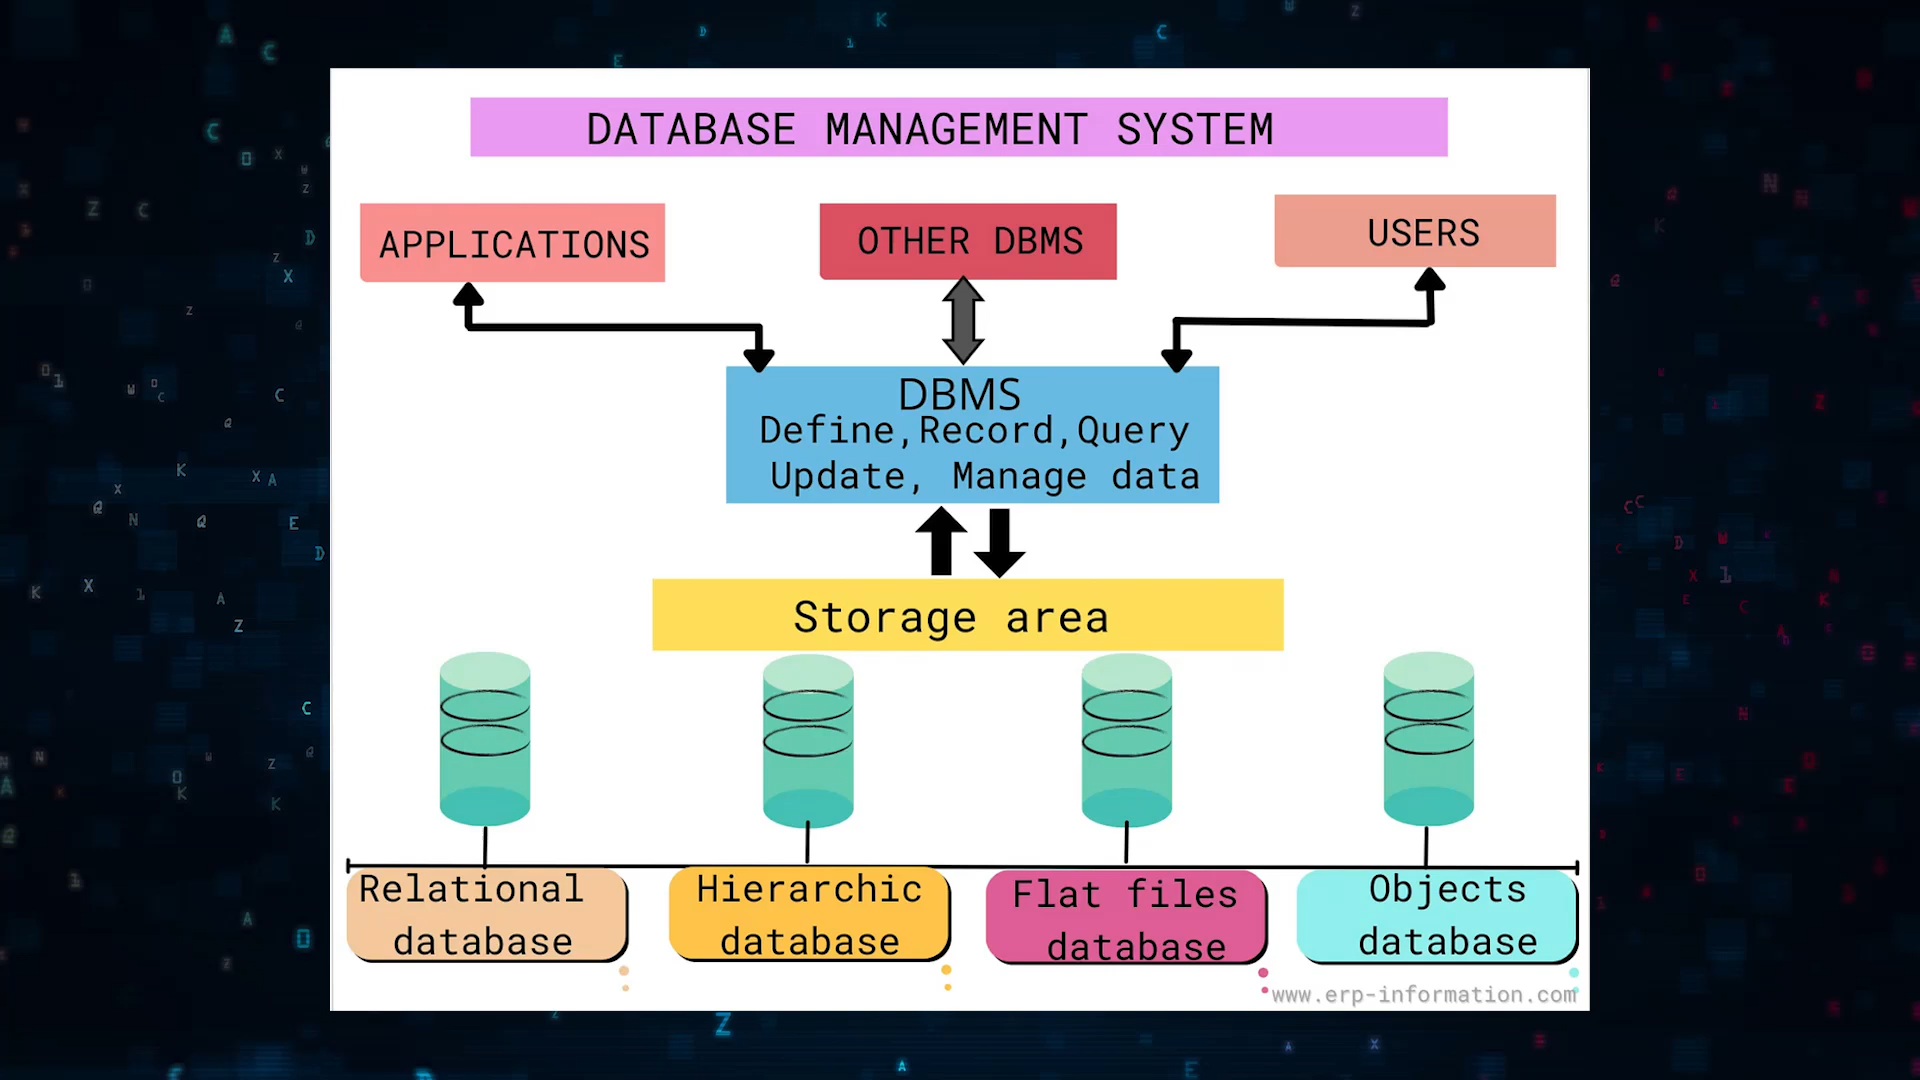 DATABASE MANAGEMENT SYSTEM
APPLICATIONS
OTHER DBMS
USERS
DBMS
Define,Record,Query
Update, Manage data
Storage area
Relational
database
Hierarchic
database
Flat files
database
Objects
database
www.erp-information.com